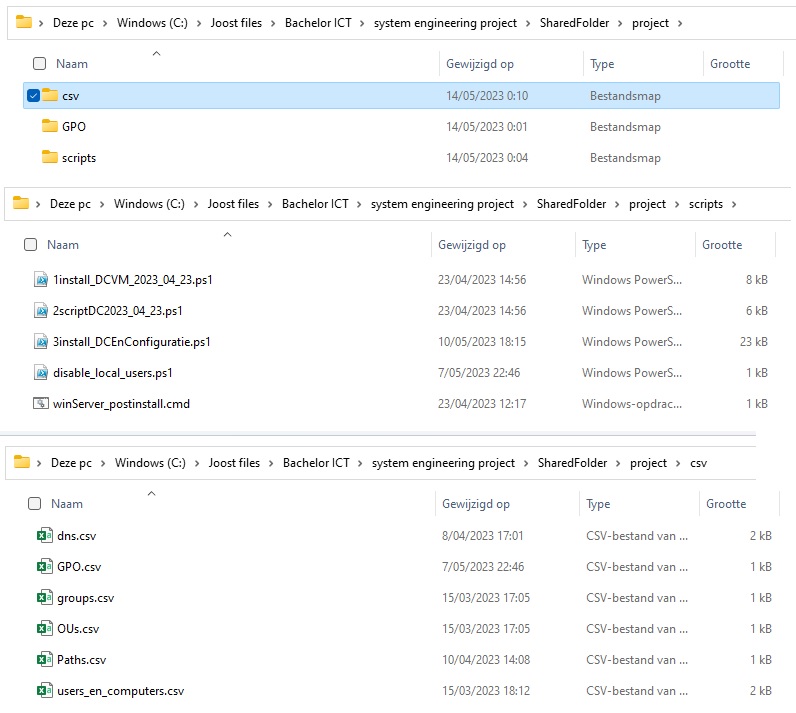 Deze pc > Windows (C:) > Joost files > Bachelor ICT > system engineering project > SharedFolder > project >
Naam Gewijzigd op Type Grootte
csv 14/05/2023 0:10 Bestandsmap
GPO 14/05/2023 0:01 Bestandsmap
scripts 14/05/2023 0:04 Bestandsmap
Deze pc > Windows (C:) > Joost files > Bachelor ICT > system engineering project > SharedFolder > project > scripts >
Naam Gewijzigd op Type Grootte
1install_DCVM_2023_04_23.ps1 23/04/2023 14:56 Windows PowerS... 8 kB
2scriptDC2023_04_23.ps1 23/04/2023 14:56 Windows PowerS... 6 kB
3install_DCEnConfiguratie.ps1 10/05/2023 18:15 Windows PowerS... 23 kB
disable_local_users.ps1 7/05/2023 22:46 Windows PowerS... 1 kB
winServer_postinstall.cmd 23/04/2023 12:17 Windows-opdrac... 1 kB
Deze pc > Windows (C:) > Joost files > Bachelor ICT > system engineering project > SharedFolder > project > csv
Naam Gewijzigd op Type Grootte
dns.csv 8/04/2023 17:01 CSV-bestand van ... 2 kB
GPO.csv 7/05/2023 22:46 CSV-bestand van ... 1 kB
groups.csv 15/03/2023 17:05 CSV-bestand van ... 1 kB
OUs.csv 15/03/2023 17:05 CSV-bestand van ... 1 kB
Paths.csv 10/04/2023 14:08 CSV-bestand van ... 1 kB
users_en_computers.csv 15/03/2023 18:12 CSV-bestand van ... 2 kB